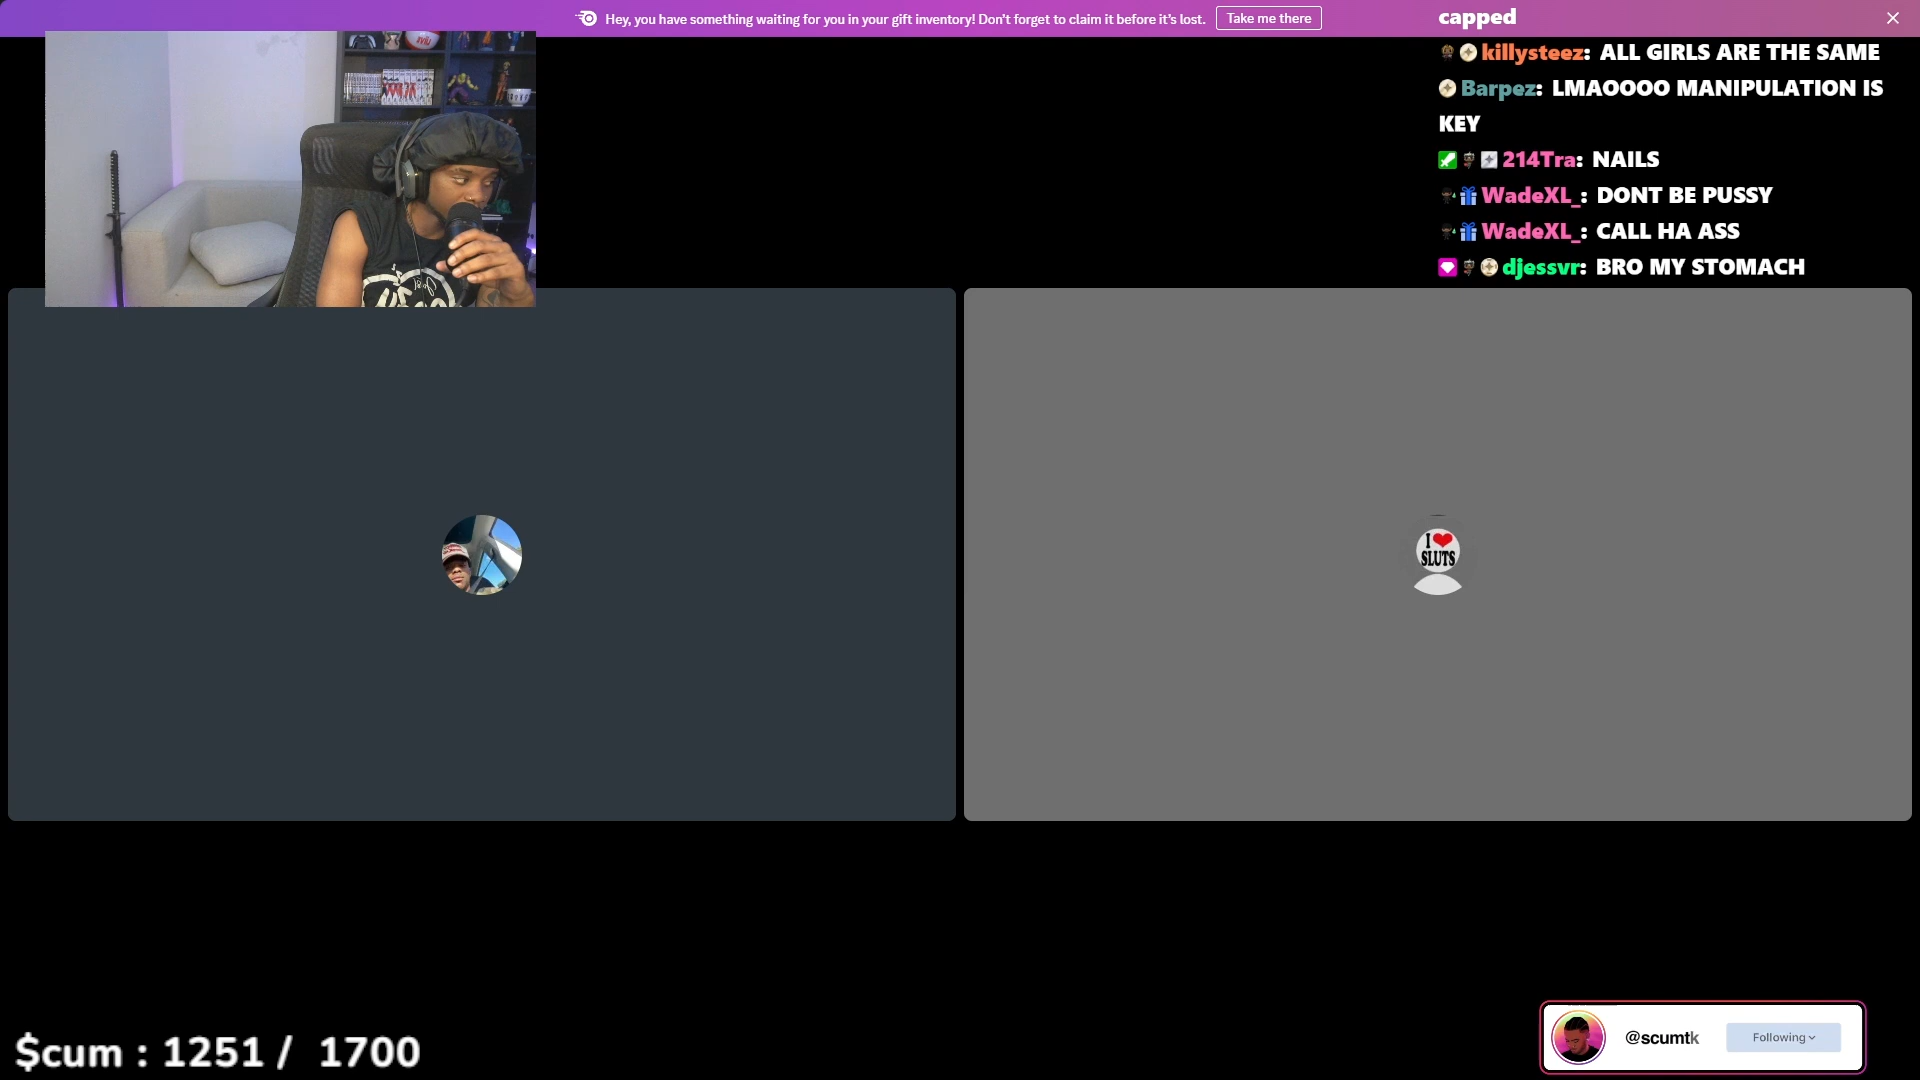 Hey, you have something waiting for you in your gift inventory! Don't forget to claim it before it's lost.
Take me there
capped
killysteez: ALL GIRLS ARE THE SAME
Barpez: LMAOOOO MANIPULATION IS
KEY
214Tra: NAILS
WadeXL_: DONT BE PUSSY
WadeXL_: CALL HA ASS
djessvr: BRO MY STOMACH
I ❤ SLUTS
$cum : 1251 / 1700
@scumtk
Following